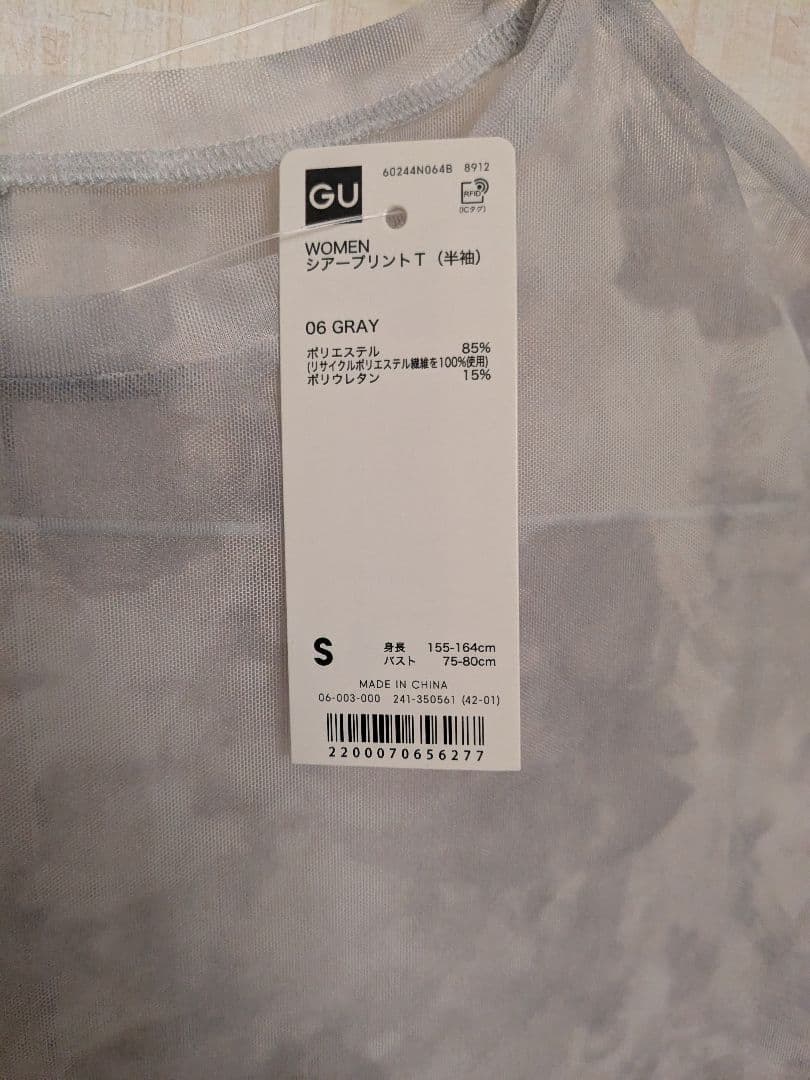 GU
60244N064B 8912
RFID
(ICタグ)
WOMEN
シアープリントT（半袖）
06 GRAY
ポリエステル 85%
(リサイクルポリエステル繊維を100%使用)
ポリウレタン 15%
S
身長 155-164cm
バスト 75-80cm
MADE IN CHINA
06-003-000 241-350561 (42-01)
2200070656277